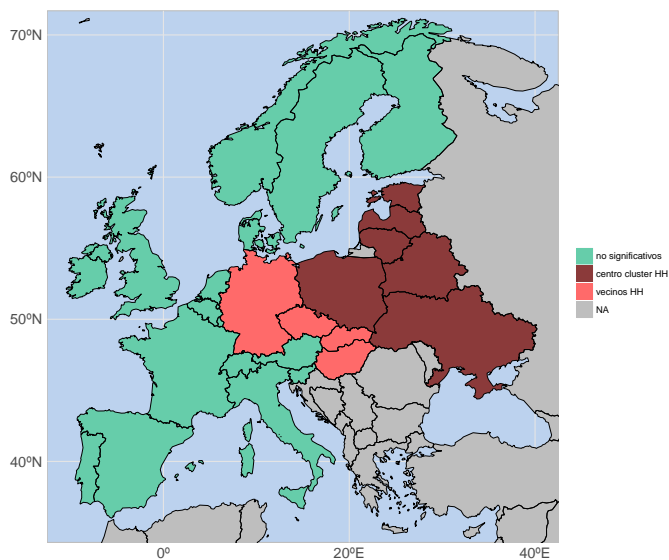 70ºN
60ºN
50ºN
40ºN
0º
20ºE
40ºE
no significativos
centro cluster HH
vecinos HH
NA